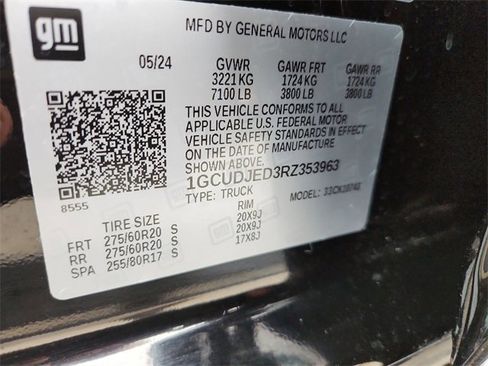 gm
MFD BY GENERAL MOTORS LLC
05/24 GVWR GAWR FRT GAWR RR
3221 KG 1724 KG 1724 KG
7100 LB 3800 LB 3800 LB
THIS VEHICLE CONFORMS TO ALL
APPLICABLE U.S. FEDERAL MOTOR
VEHICLE SAFETY STANDARDS IN EFFECT
ON THE DATE OF MANUFACTURE
SHOWN ABOVE.
1GCUDJED3RZ353963
8555
TYPE: TRUCK MODEL:
TIRE SIZE RIM
FRT 275/60R20 S 20X9J
RR 275/60R20 S 20X9J
SPA 255/80R17 S 17X8J